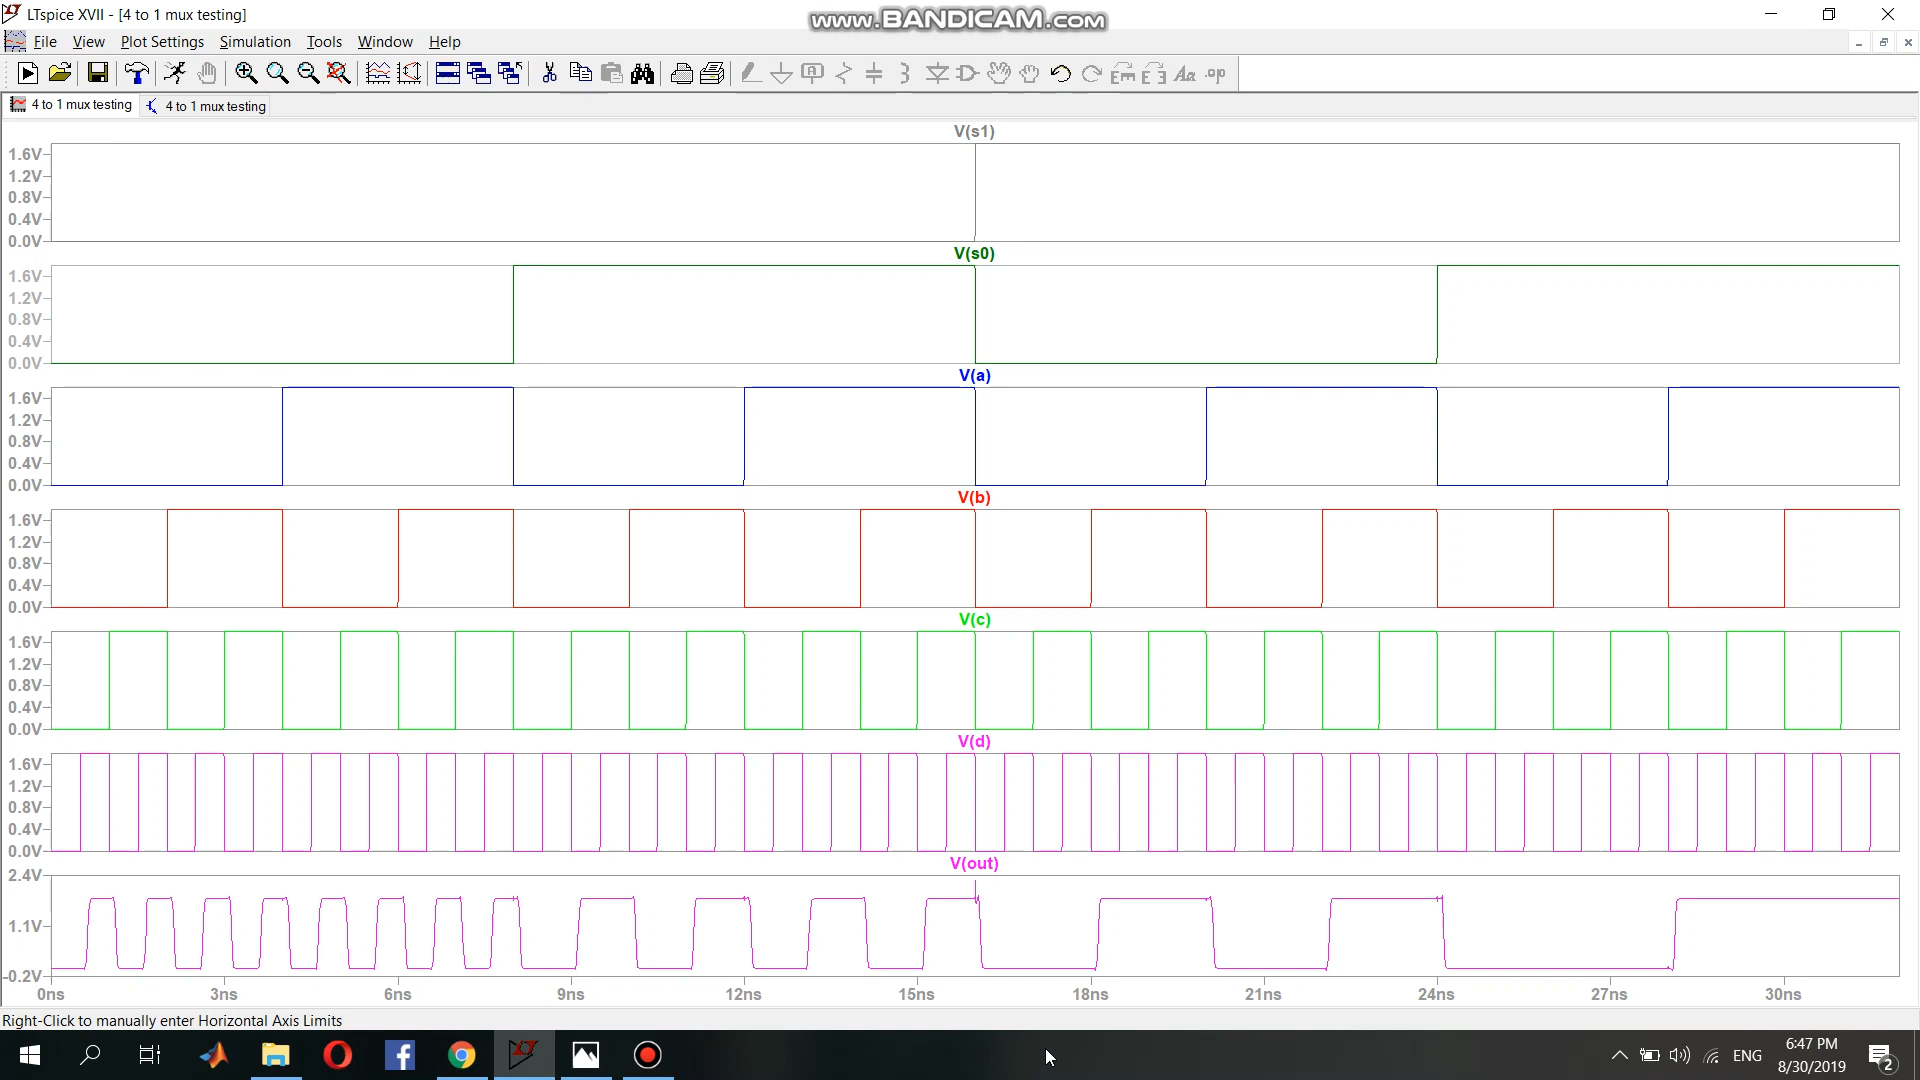 LTspice XVII - [4 to 1 mux testing]
www.BANDICAM.com
File View Plot Settings Simulation Tools Window Help
4 to 1 mux testing 4 to 1 mux testing
V(s1)
1.6V
1.2V
0.8V
0.4V
0.0V
V(s0)
1.6V
1.2V
0.8V
0.4V
0.0V
V(a)
1.6V
1.2V
0.8V
0.4V
0.0V
V(b)
1.6V
1.2V
0.8V
0.4V
0.0V
V(c)
1.6V
1.2V
0.8V
0.4V
0.0V
V(d)
1.6V
1.2V
0.8V
0.4V
0.0V
V(out)
2.4V
1.1V
-0.2V
0ns 3ns 6ns 9ns 12ns 15ns 18ns 21ns 24ns 27ns 30ns
Right-Click to manually enter Horizontal Axis Limits
ENG
6:47 PM
8/30/2019
2